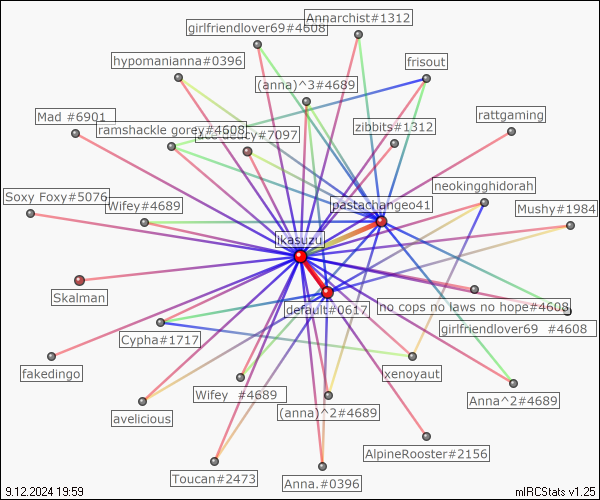 Annarchist#1312
girlfriendlover69#4608
hypomanianna#0396
frisout
(anna)^3#4689
Mad #6901
rattgaming
ramshackle gorey#4608
zibbits#1312
neokingghidorah
Soxy Foxy#5076
Wifey#4689
pastachangeo41
Mushy#1984
ikasuzu
Skalman
no cops no laws no hope#4608
default#0617
girlfriendlover69 #4608
Cypha#1717
fakedingo
xenoyaut
Wifey #4689
Anna^2#4689
(anna)^2#4689
avelicious
AlpineRooster#2156
Toucan#2473
Anna.#0396
9.12.2024 19:59
mIRCStats v1.25